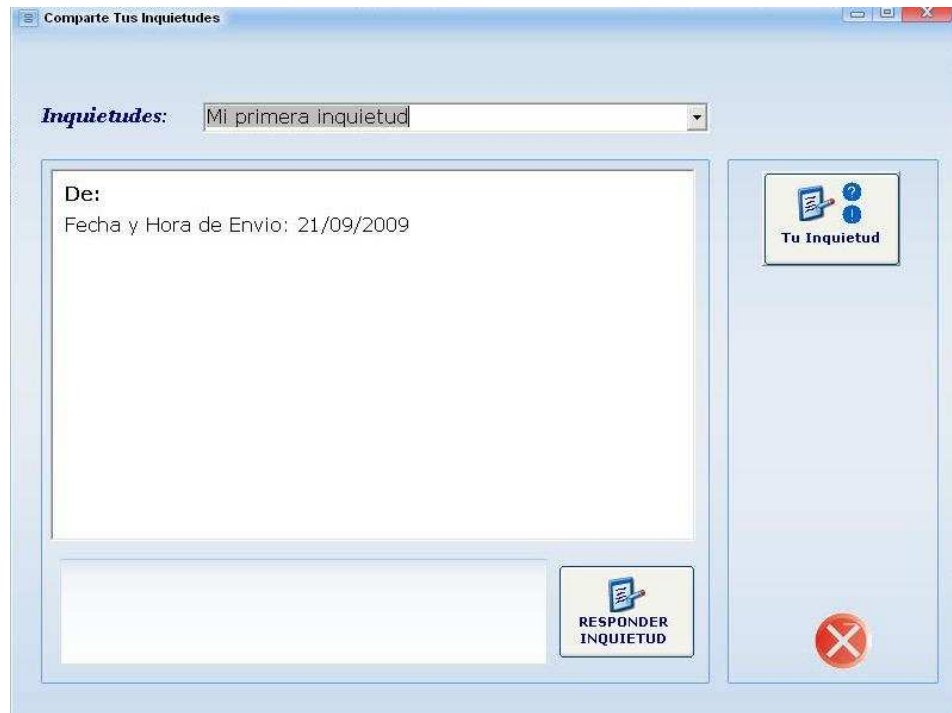 Comparte Tus Inquietudes
Inquietudes: Mi primera inquietud
De:
Fecha y Hora de Envio: 21/09/2009
Tu Inquietud
RESPONDER
INQUIETUD